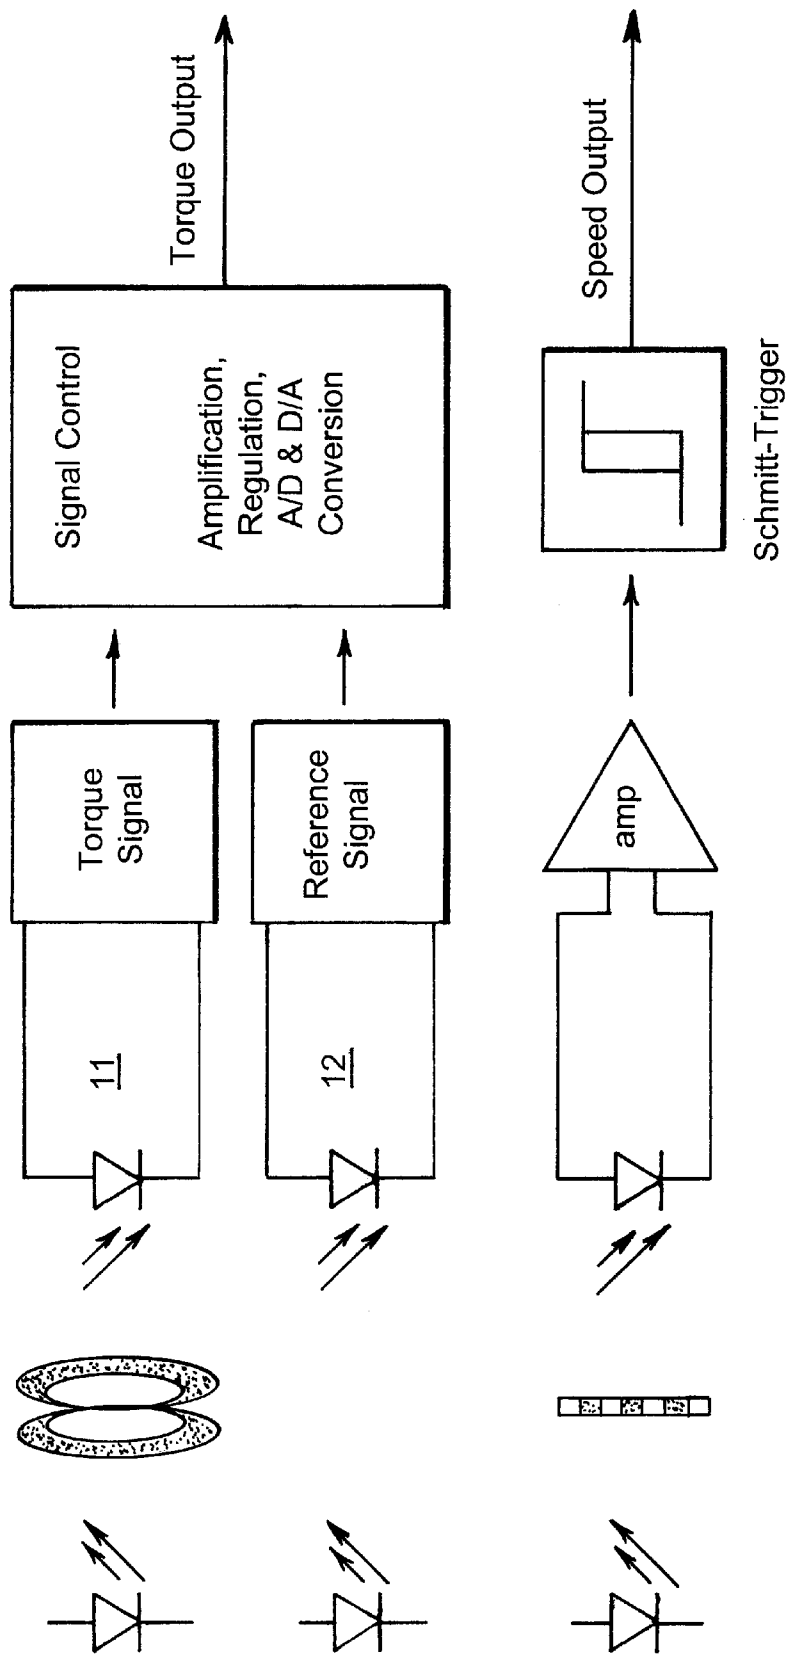 Torque
Signal
11
Reference
Signal
12
Signal Control
Amplification,
Regulation,
A/D & D/A
Conversion
Torque Output
amp
Schmitt-Trigger
Speed Output